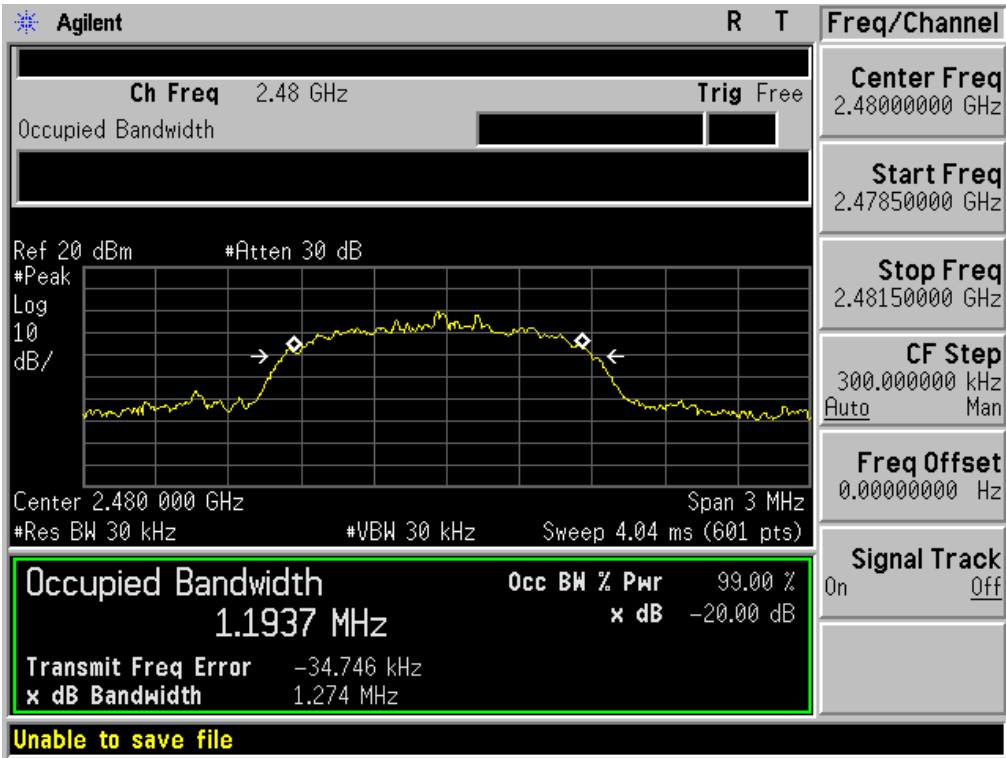 Agilent R T Freq/Channel
Ch Freq 2.48 GHz Trig Free
Occupied Bandwidth
Center Freq
2.48000000 GHz
Start Freq
2.47850000 GHz
Stop Freq
2.48150000 GHz
CF Step
300.000000 kHz
Auto Man
Freq Offset
0.00000000 Hz
Signal Track
On Off
Ref 20 dBm #Atten 30 dB
#Peak
Log
10
dB/
Center 2.480 000 GHz Span 3 MHz
#Res BW 30 kHz #VBW 30 kHz Sweep 4.04 ms (601 pts)
Occupied Bandwidth Occ BW % Pwr 99.00 %
1.1937 MHz x dB -20.00 dB
Transmit Freq Error -34.746 kHz
x dB Bandwidth 1.274 MHz
Unable to save file